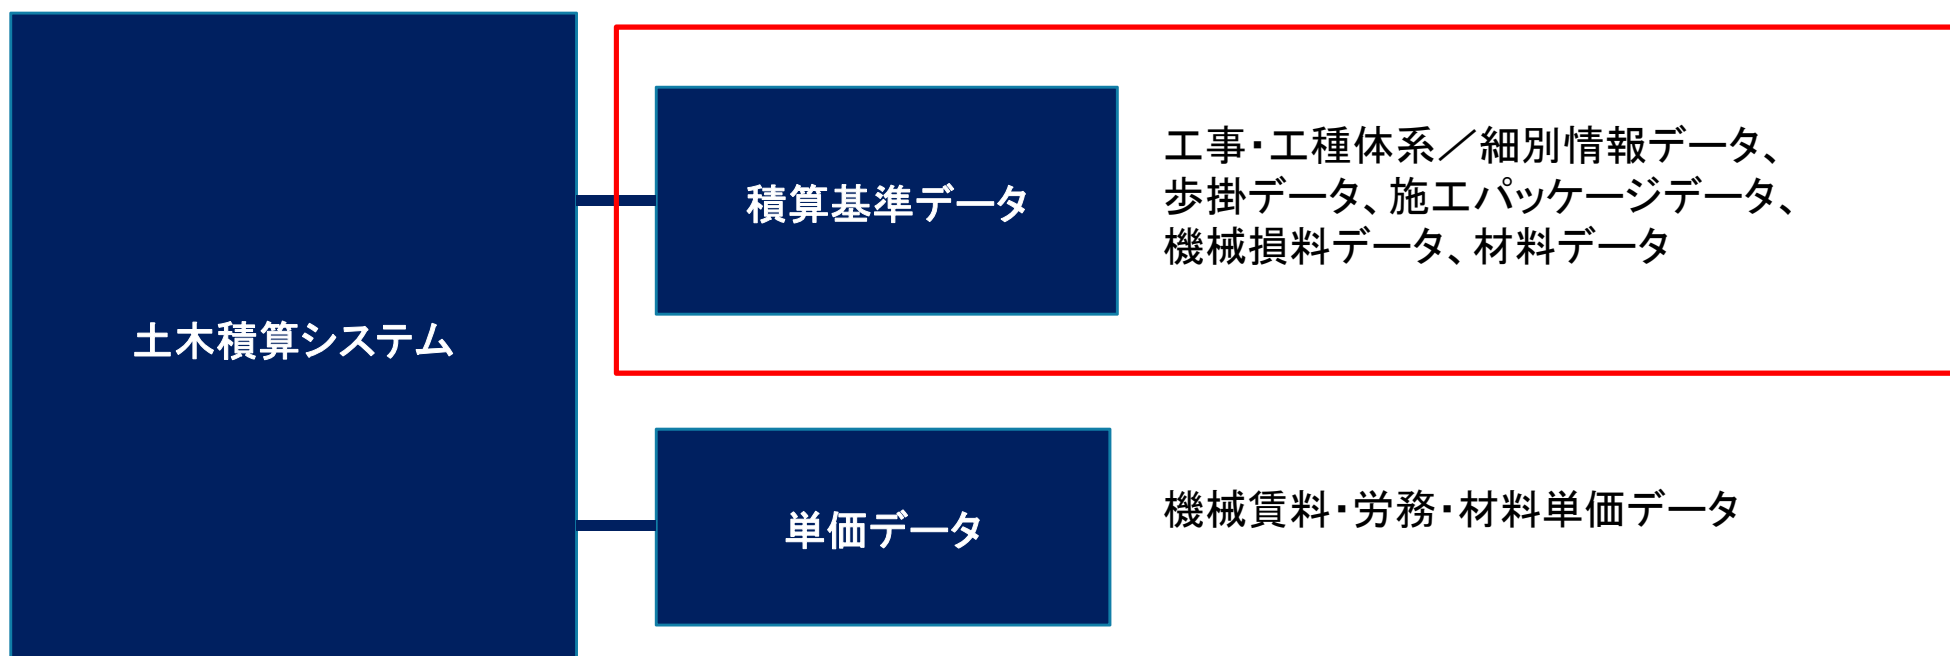 土木積算システム
積算基準データ
工事・工種体系／細別情報データ、
歩掛データ、施工パッケージデータ、
機械損料データ、材料データ
単価データ
機械賃料・労務・材料単価データ